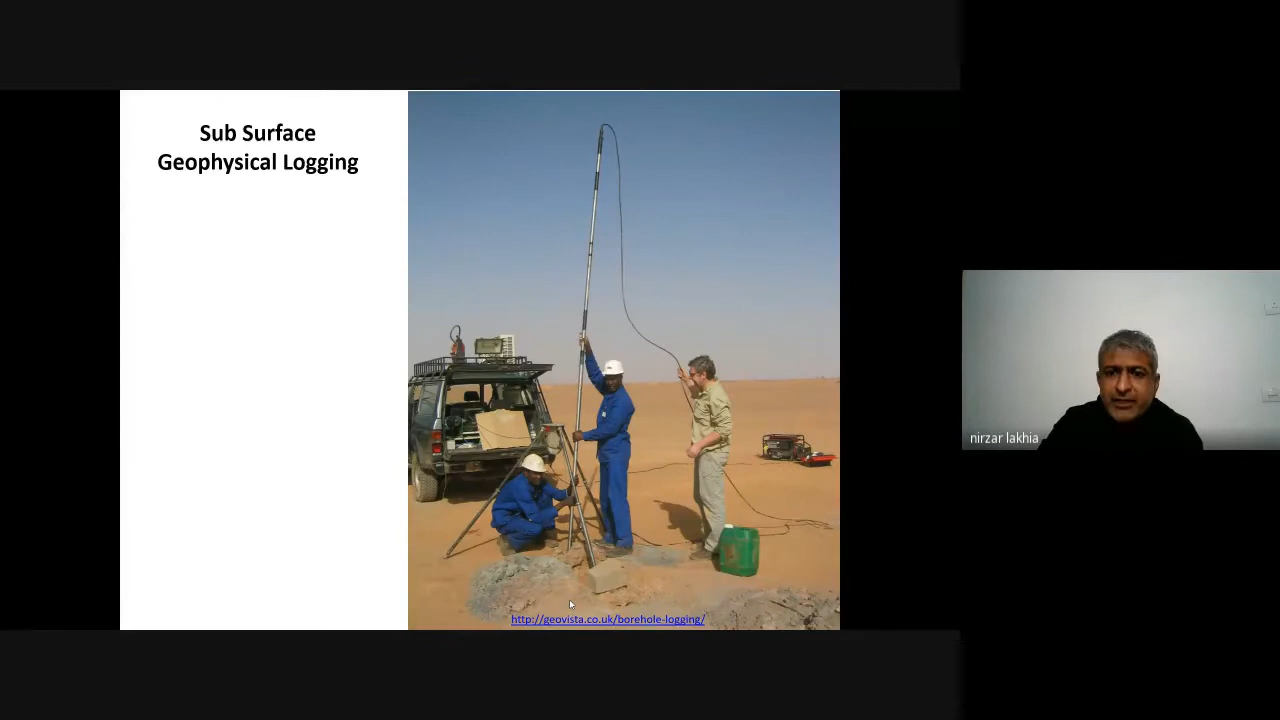 Sub Surface
Geophysical Logging
nirzar lakhia
http://geovista.co.uk/borehole-logging/